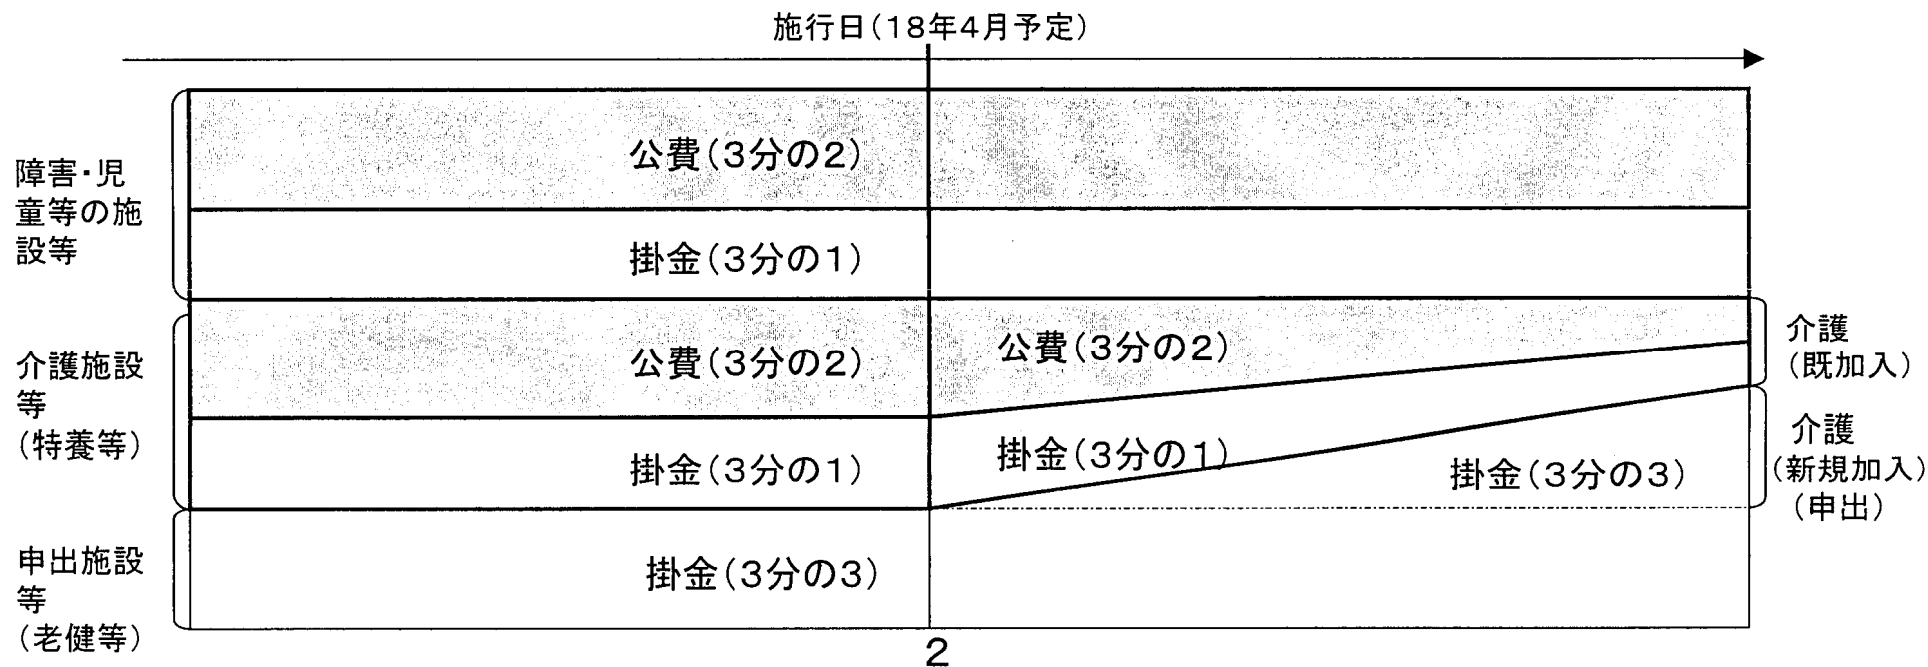 施行日(18年4月予定)
障害・児
童等の施
設等
公費(3分の2)
掛金(3分の1)
介護施設
等
(特養等)
公費(3分の2)
掛金(3分の1)
公費(3分の2)
掛金(3分の1)
掛金(3分の3)
介護
(既加入)
介護
(新規加入)
(申出)
申出施設
等
(老健等)
掛金(3分の3)
2